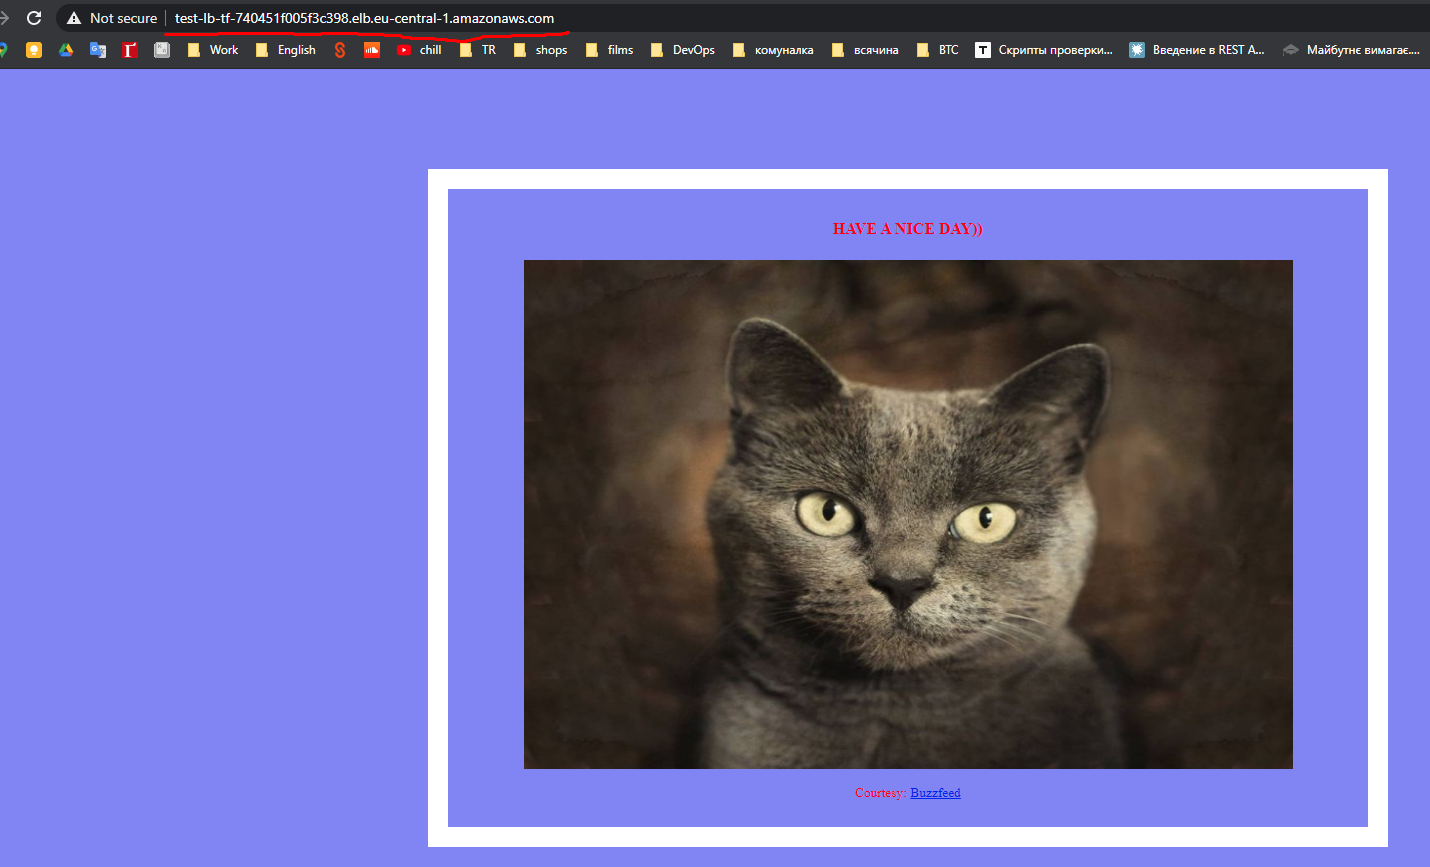 Not secure test-lb-tf-740451f005f3c398.elb.eu-central-1.amazonaws.com
Work English chill TR shops films DevOps комуналка всячина BTC T Скрипты проверки... Введение в REST A... Майбутнє вимагає....
HAVE A NICE DAY))
Courtesy: Buzzfeed